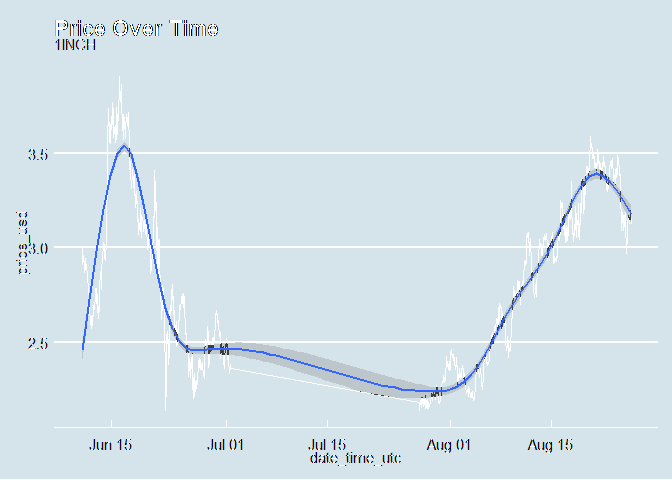 Price Over Time
1INCH
3.5
3.0
2.5
price_usd
Jun 15
Jul 01
Jul 15
Aug 01
Aug 15
date_time_utc